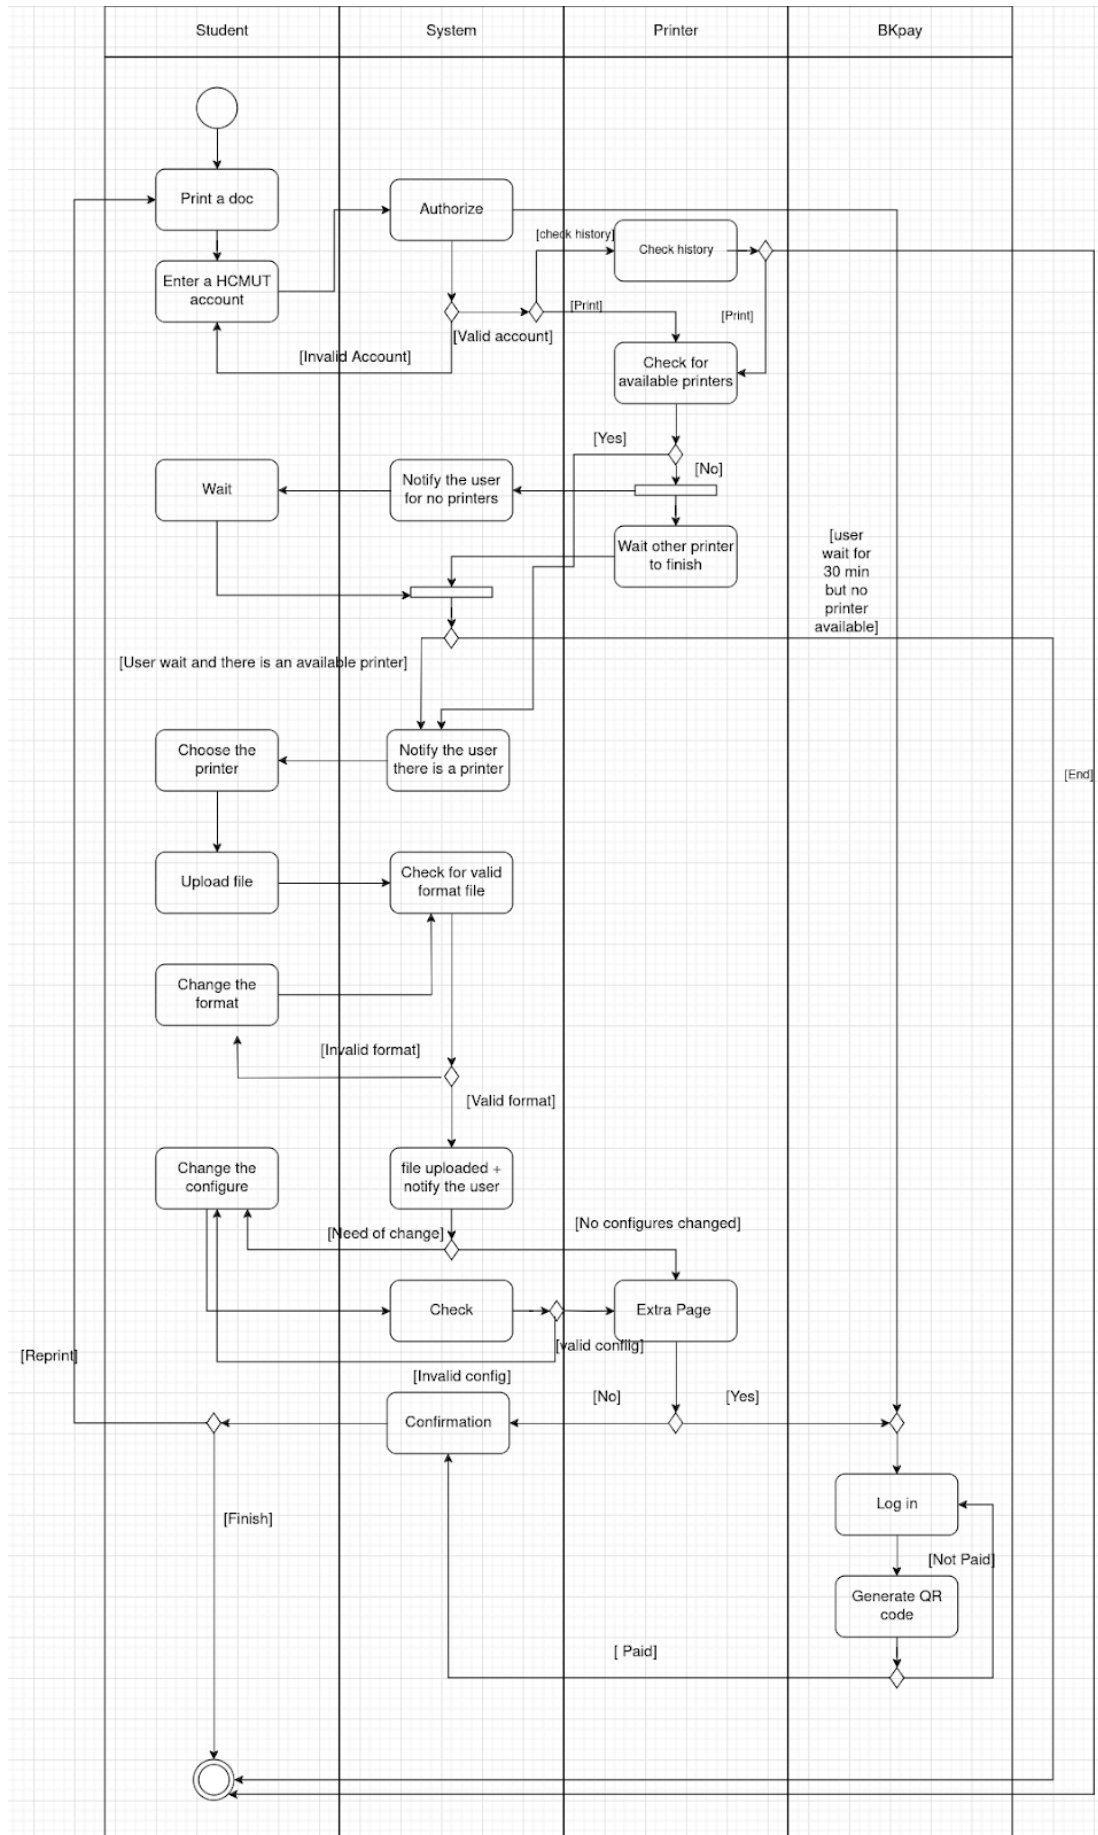 Student
System
Printer
BKpay
Print a doc
Authorize
[check history]
Check history
Enter a HCMUT
account
[Print]
[Print]
[Valid account]
[Invalid Account]
Check for
available printers
[Yes]
[No]
Wait
Notify the user
for no printers
Wait other printer
to finish
[user
wait for
30 min
but no
printer
available]
[User wait and there is an available printer]
Choose the
printer
Notify the user
there is a printer
[End]
Upload file
Check for valid
format file
Change the
format
[Invalid format]
[Valid format]
Change the
configure
file uploaded +
notify the user
[Need of change]
[No configures changed]
Check
Extra Page
[valid confiig]
[Reprint]
[Invalid config]
[No]
[Yes]
Confirmation
Log in
[Finish]
[Not Paid]
Generate QR
code
[ Paid]